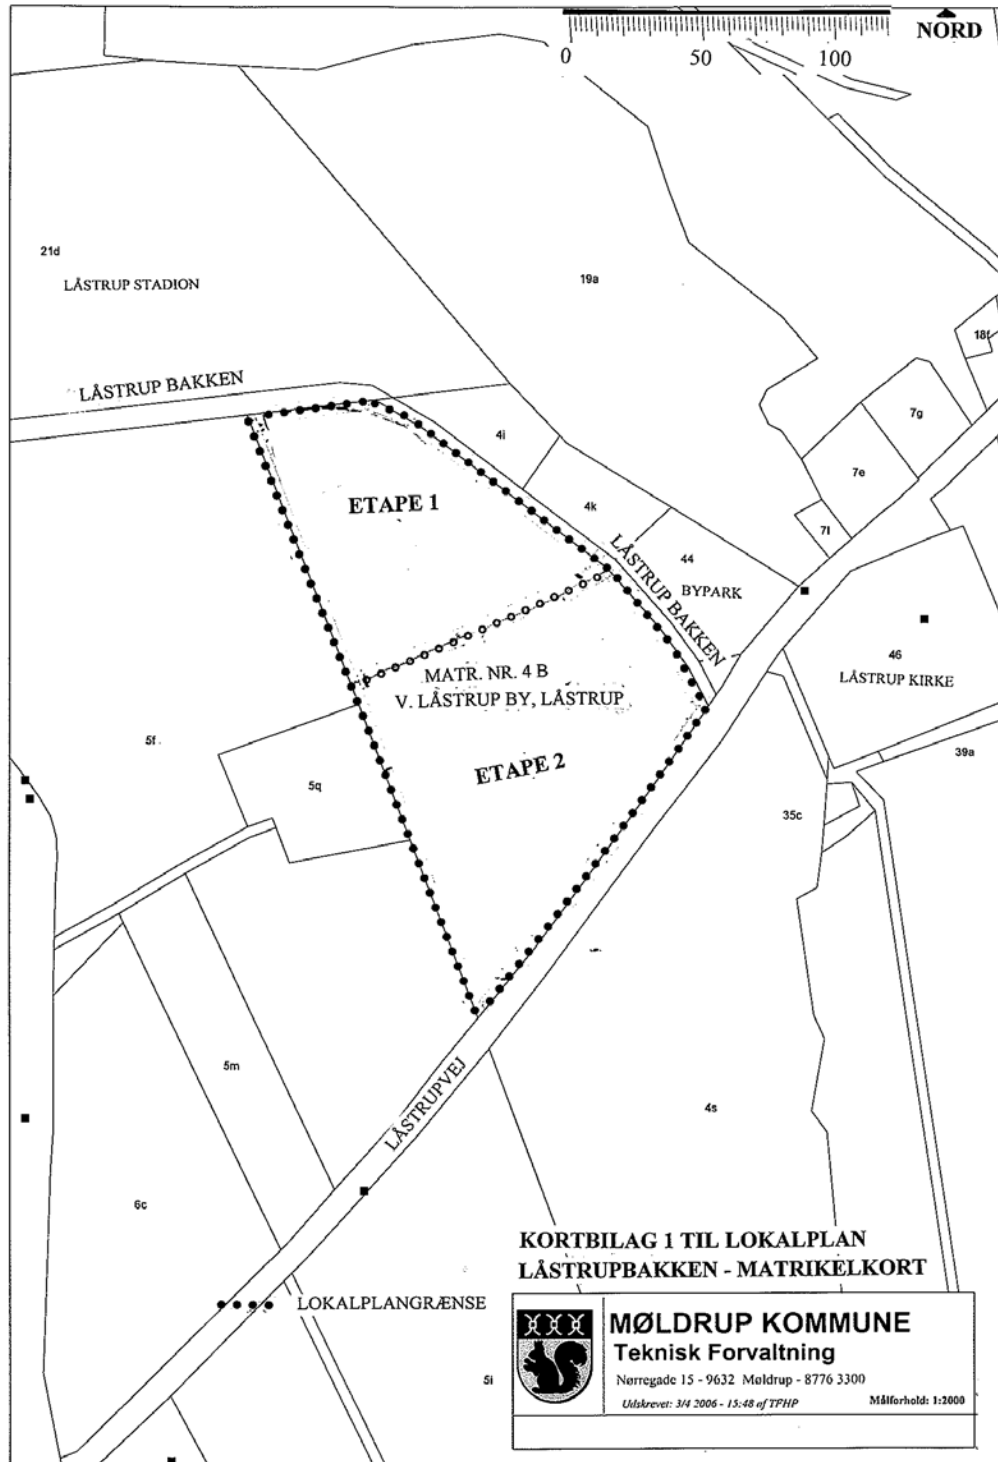 NORD
0 50 100
21d
LÅSTRUP STADION
19a
18f
LÅSTRUP BAKKEN
7g
4i
7e
ETAPE 1
4k
7l
LÅSTRUP BAKKEN
44
BYPARK
46
LÅSTRUP KIRKE
MATR. NR. 4 B
V. LÅSTRUP BY, LÅSTRUP
5f
39a
ETAPE 2
5q
35c
5m
LÅSTRUPVEJ
4s
6c
KORTBILAG 1 TIL LOKALPLAN
LÅSTRUPBAKKEN - MATRIKELKORT
LOKALPLANGRÆNSE
MØLDRUP KOMMUNE
Teknisk Forvaltning
5i
Nørregade 15 - 9632 Møldrup - 8776 3300
Udskrevet: 3/4 2006 - 15:48 af TFHP
Målforhold: 1:2000